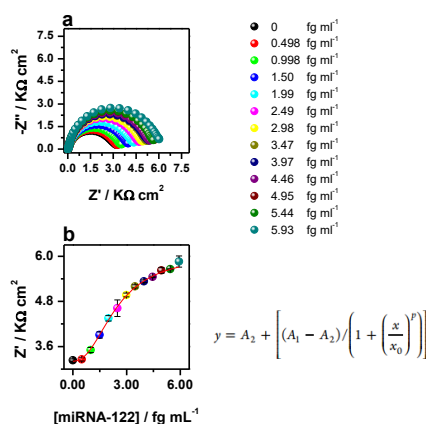 a
-Z'' / KΩ cm²
7.5
6.0
4.5
3.0
1.5
0.0
0.0 1.5 3.0 4.5 6.0 7.5
Z' / KΩ cm²
0 fg ml⁻¹
0.498 fg ml⁻¹
0.998 fg ml⁻¹
1.50 fg ml⁻¹
1.99 fg ml⁻¹
2.49 fg ml⁻¹
2.98 fg ml⁻¹
3.47 fg ml⁻¹
3.97 fg ml⁻¹
4.46 fg ml⁻¹
4.95 fg ml⁻¹
5.44 fg ml⁻¹
5.93 fg ml⁻¹
b
Z' / KΩ cm²
6.0
4.8
3.6
0.00 3.00 6.00
[miRNA-122] / fg mL⁻¹
y = A₂ + [(A₁ − A₂)/(1 + (x/x₀)ᵖ)]